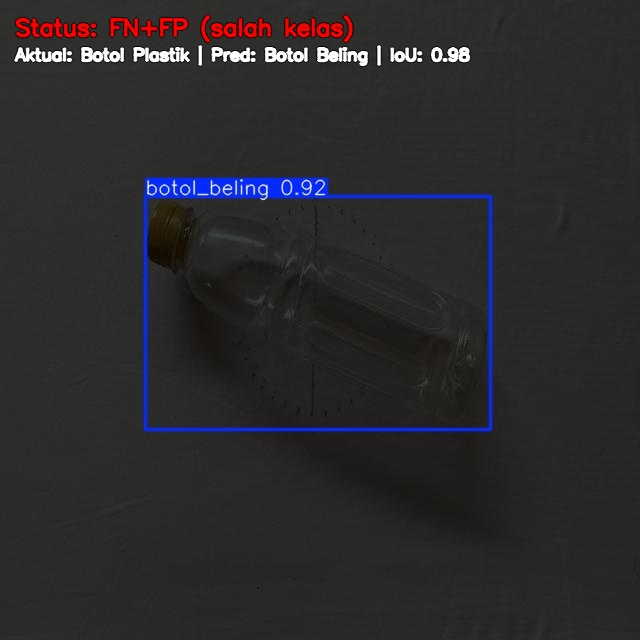 Status: FN+FP (salah kelas)
Aktual: Botol Plastik | Pred: Botol Beling | IoU: 0.98
botol_beling 0.92